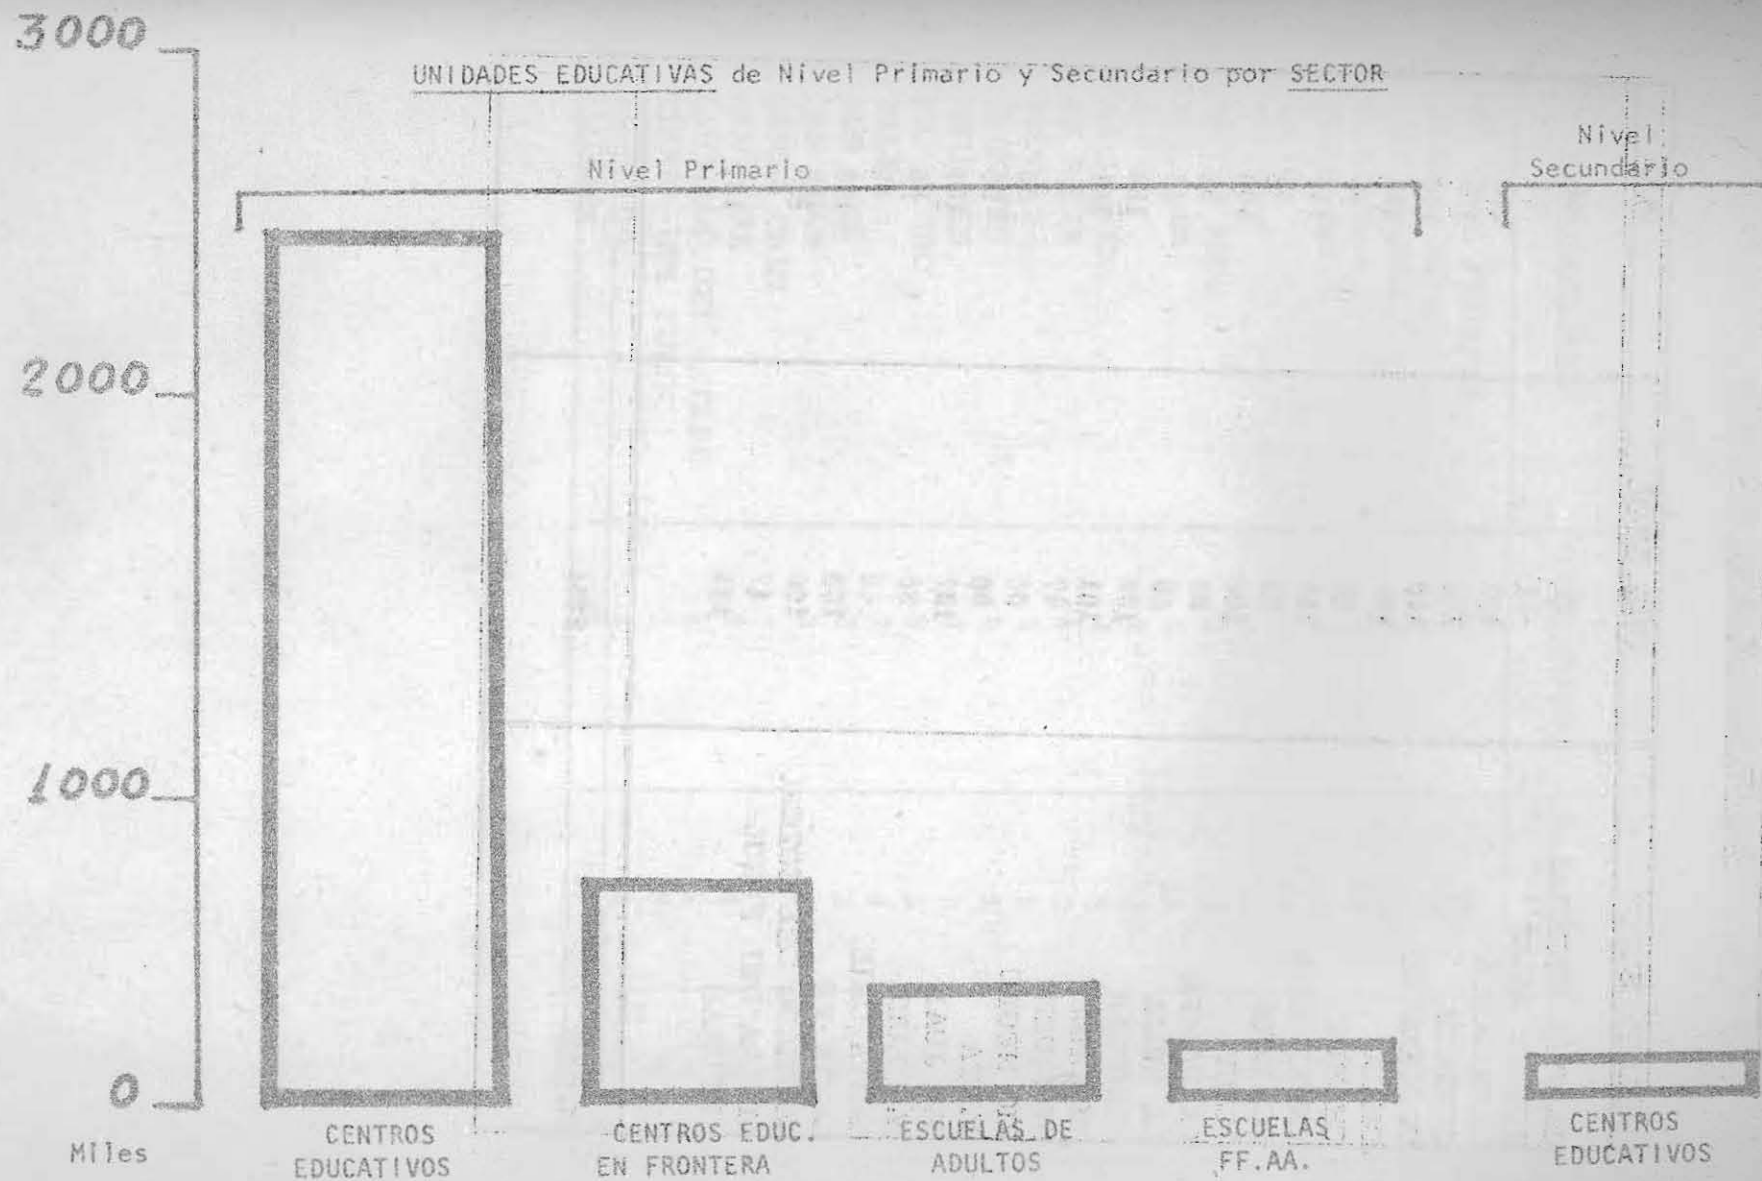 UNIDADES EDUCATIVAS de Nivel Primario y Secundario por SECTOR
Nivel Primario
Nivel
Secundario
3000
2000
1000
0
Miles
CENTROS
EDUCATIVOS
CENTROS EDUC.
EN FRONTERA
ESCUELAS DE
ADULTOS
ESCUELAS
FF.AA.
CENTROS
EDUCATIVOS